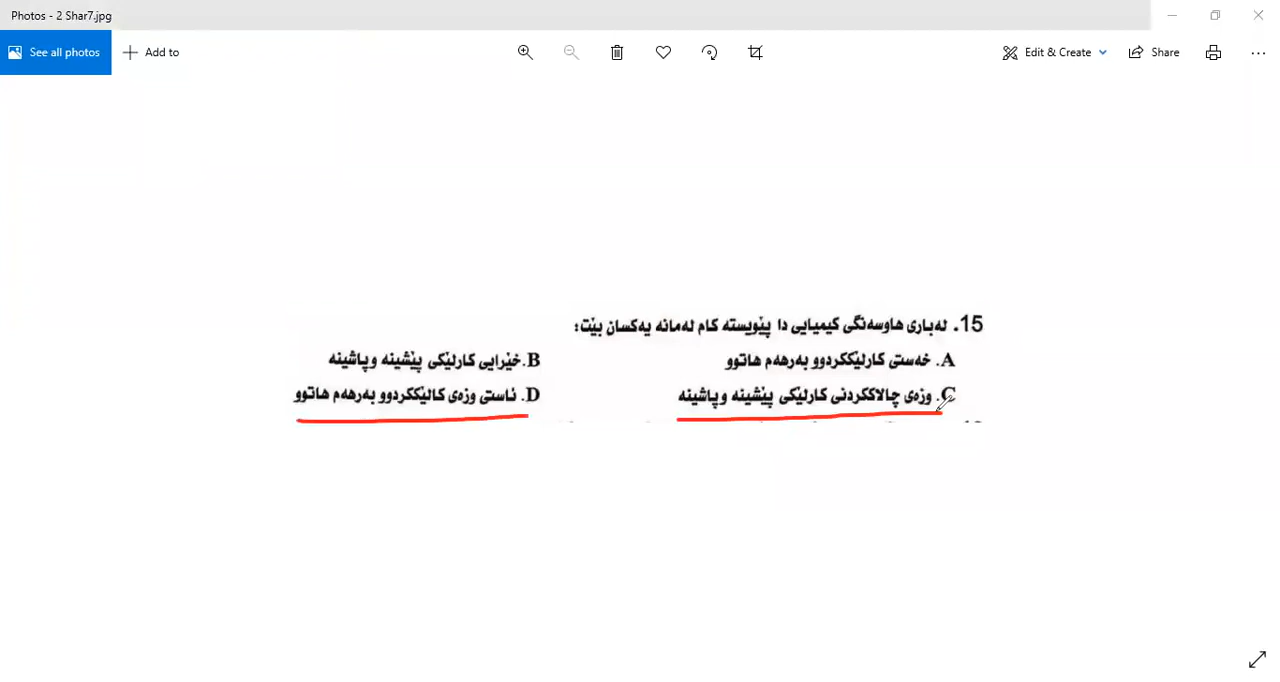 Photos - 2 Shar7.jpg
See all photos
Add to
Edit & Create
Share
15. لەباری هاوسەنگی کیمیایی دا پێویستە کام لەمانە یەکسان بێت:
A. خەستی کارلێککردوو بەرهەم هاتوو
B. خێرایی کارلێکی پێشینە و پاشینە
C. وزەی چالاککردنی کارلێکی پێشینە و پاشینە
D. ئاستی وزەی کالێککردوو بەرهەم هاتوو